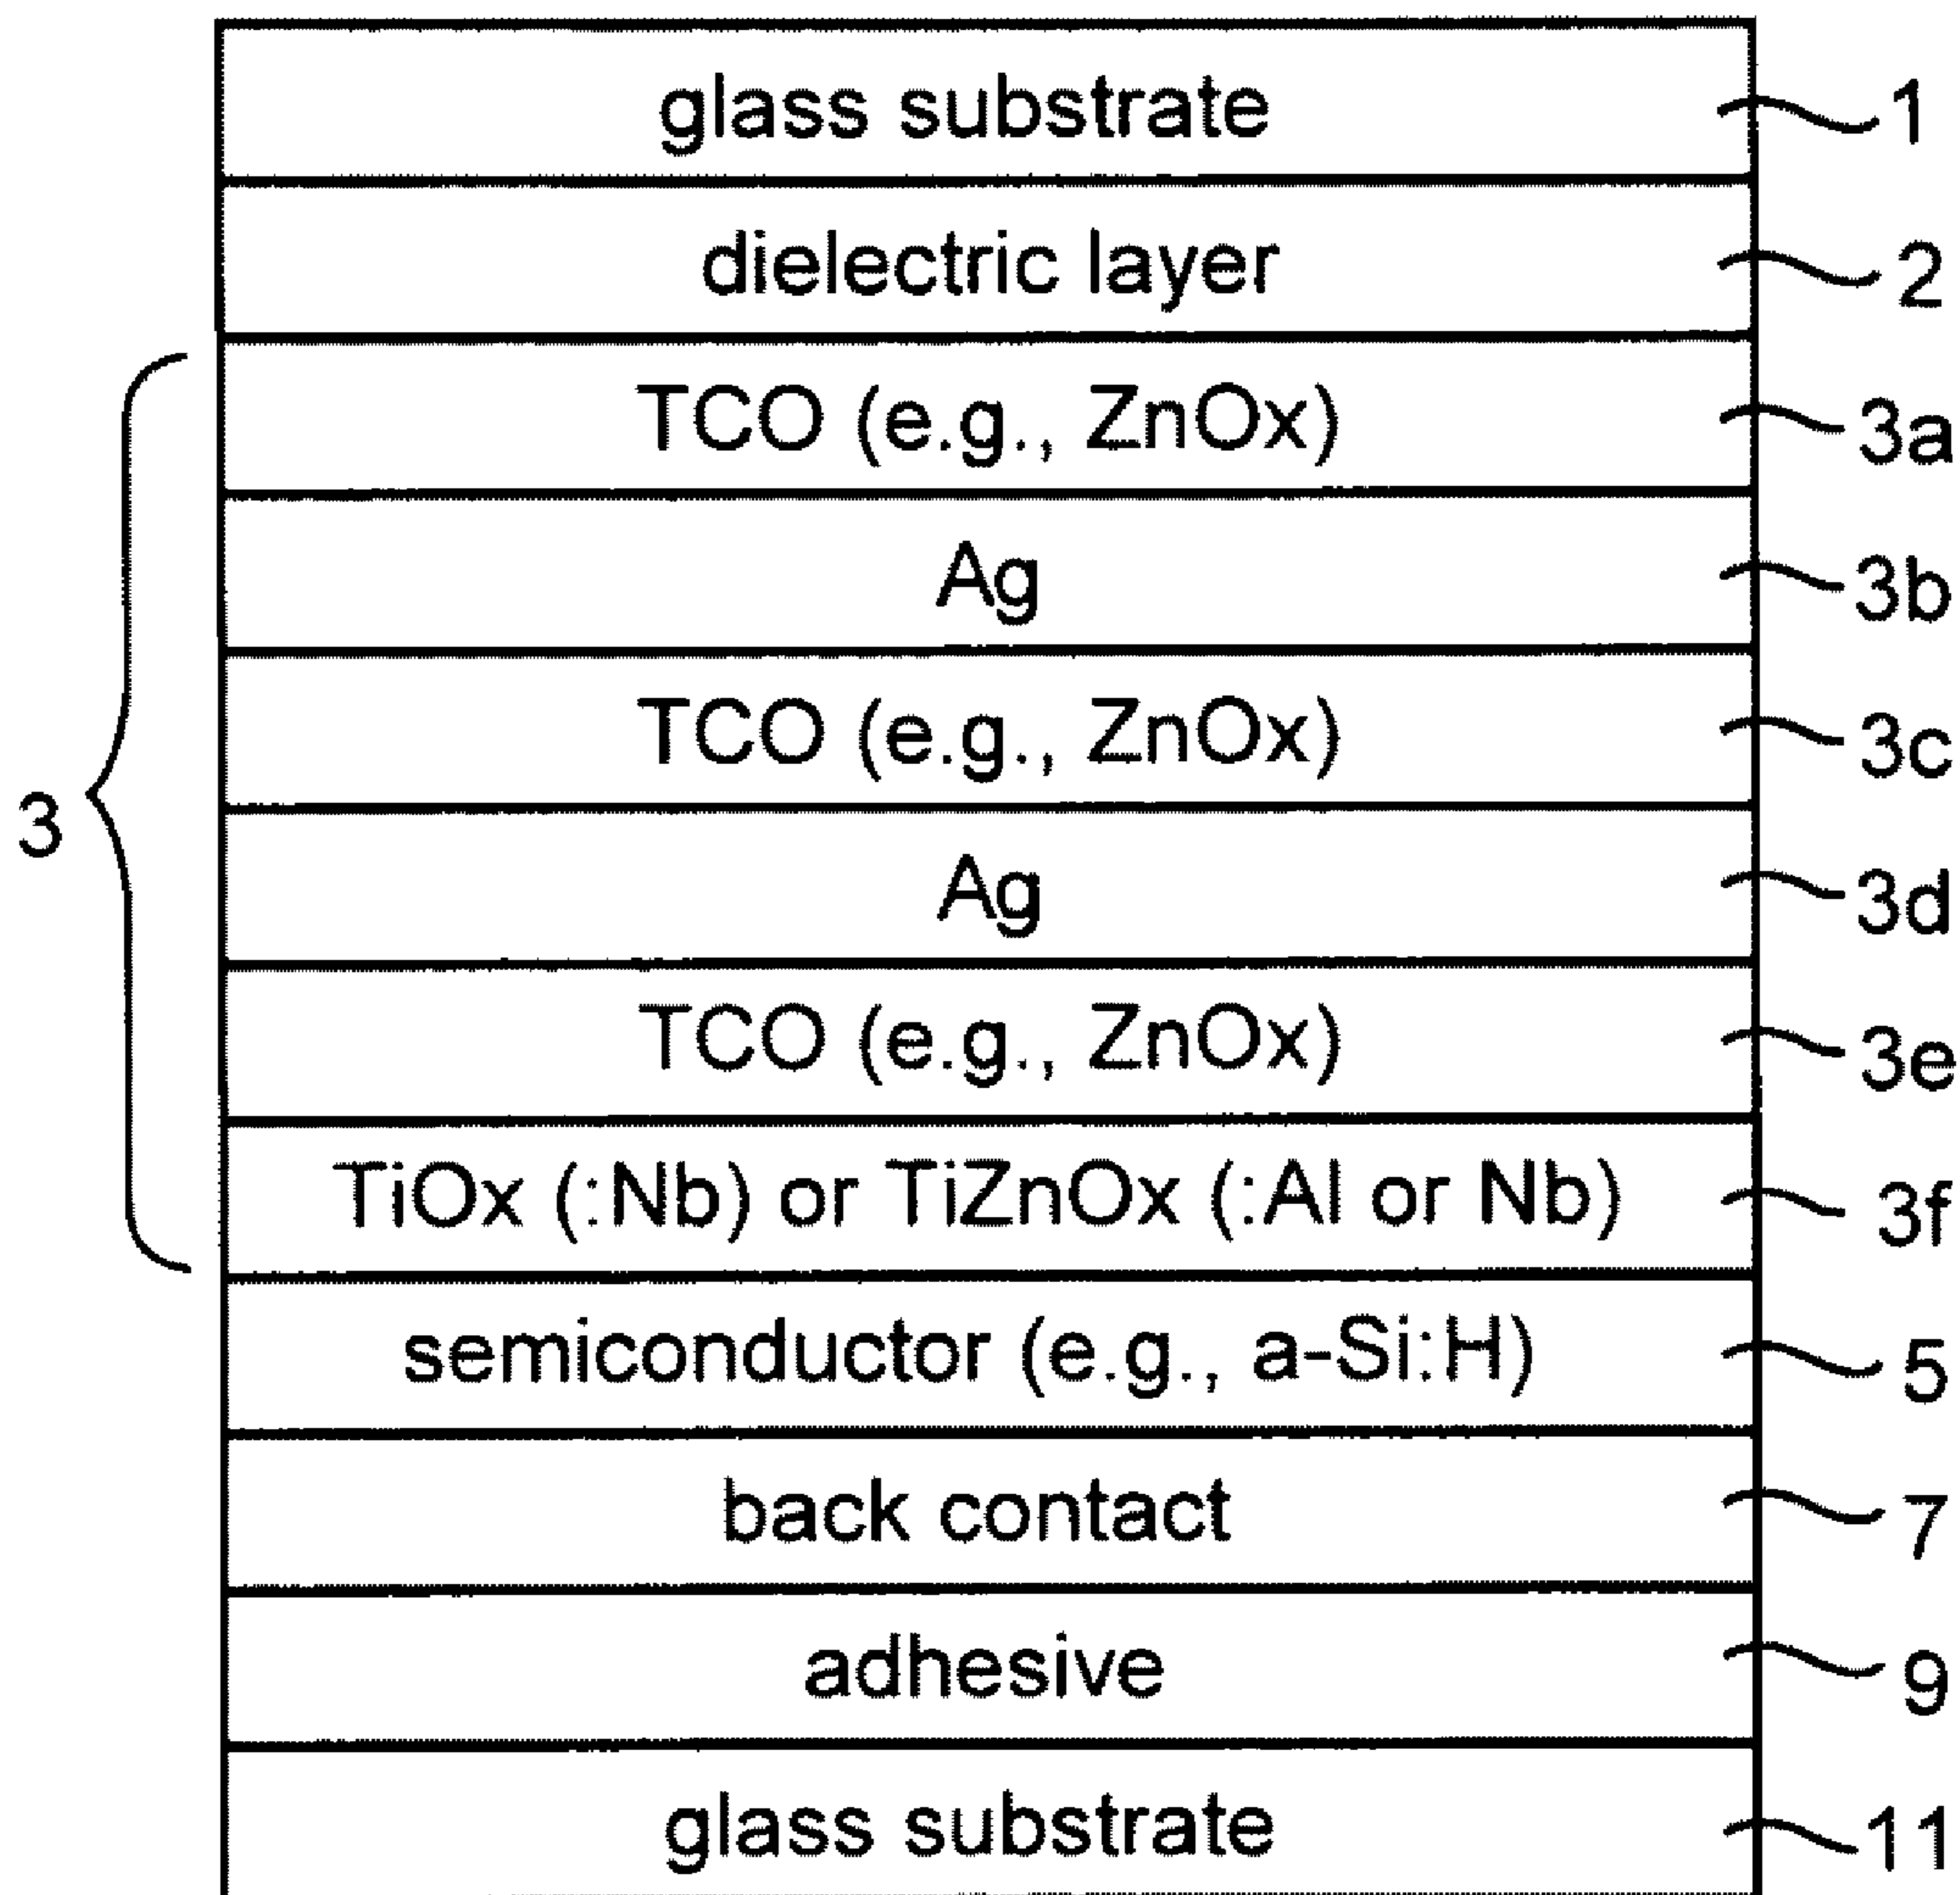 glass substrate 1
dielectric layer 2
TCO (e.g., ZnOx) 3a
Ag 3b
TCO (e.g., ZnOx) 3c
3
Ag 3d
TCO (e.g., ZnOx) 3e
TiOx (:Nb) or TiZnOx (:Al or Nb) 3f
semiconductor (e.g., a-Si:H) 5
back contact 7
adhesive 9
glass substrate 11